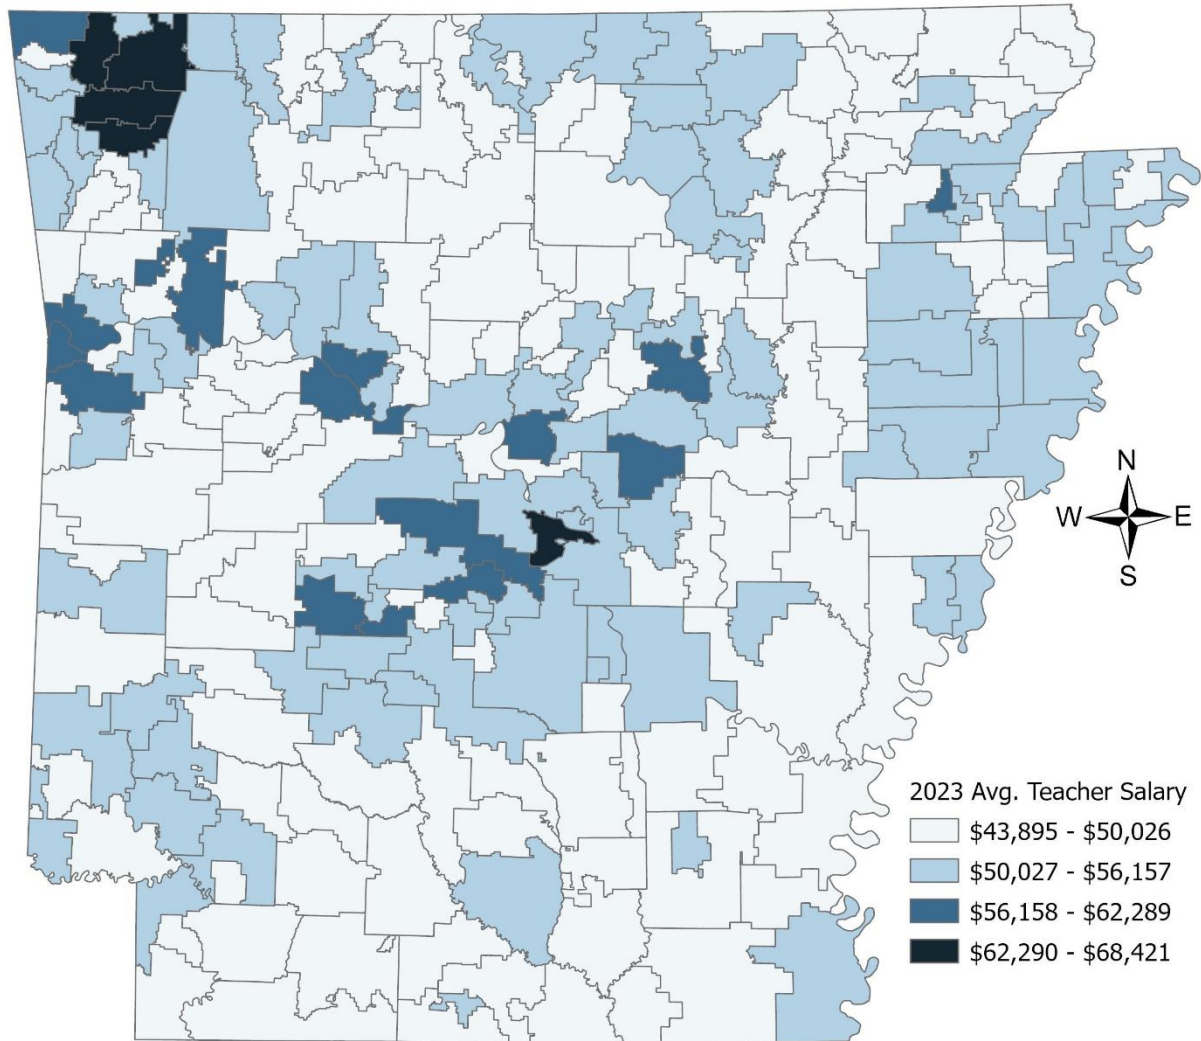 N
W E
S
2023 Avg. Teacher Salary
$43,895 - $50,026
$50,027 - $56,157
$56,158 - $62,289
$62,290 - $68,421